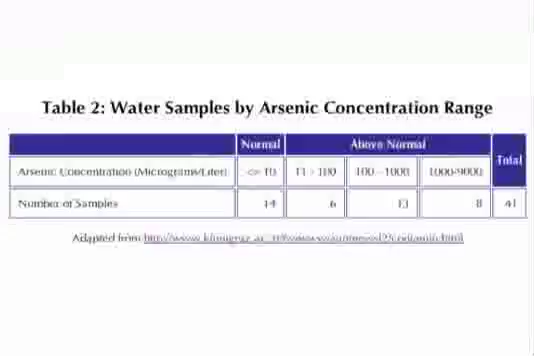 Table 2: Water Samples by Arsenic Concentration Range
Normal Above Normal Total
Arsenic Concentration (Micrograms/Liter) <= 10 11 - 100 100 - 1000 1000-9000
Number of Samples 14 6 13 8 41
Adapted from